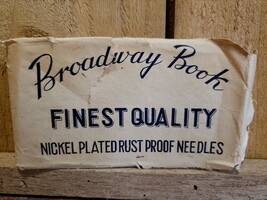 Broadway Book
FINEST QUALITY
NICKEL PLATED RUST PROOF NEEDLES